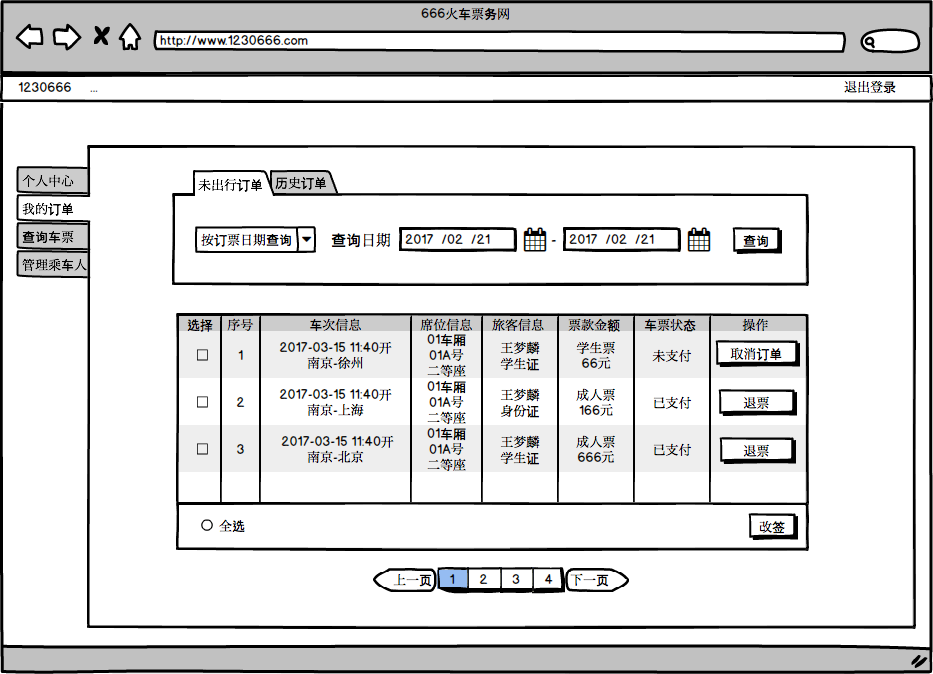 666火车票务网
http://www.1230666.com
1230666 ... 退出登录
个人中心
我的订单
查询车票
管理乘车人
未出行订单 历史订单
按订票日期查询 查询日期 2017 /02 /21 - 2017 /02 /21 查询
选择 序号 车次信息 席位信息 旅客信息 票款金额 车票状态 操作
1 2017-03-15 11:40开 南京-徐州 01车厢 01A号 二等座 王梦麟 学生证 学生票 66元 未支付 取消订单
2 2017-03-15 11:40开 南京-上海 01车厢 01A号 二等座 王梦麟 身份证 成人票 166元 已支付 退票
3 2017-03-15 11:40开 南京-北京 01车厢 01A号 二等座 王梦麟 学生证 成人票 666元 已支付 退票
全选 改签
上一页 1 2 3 4 下一页